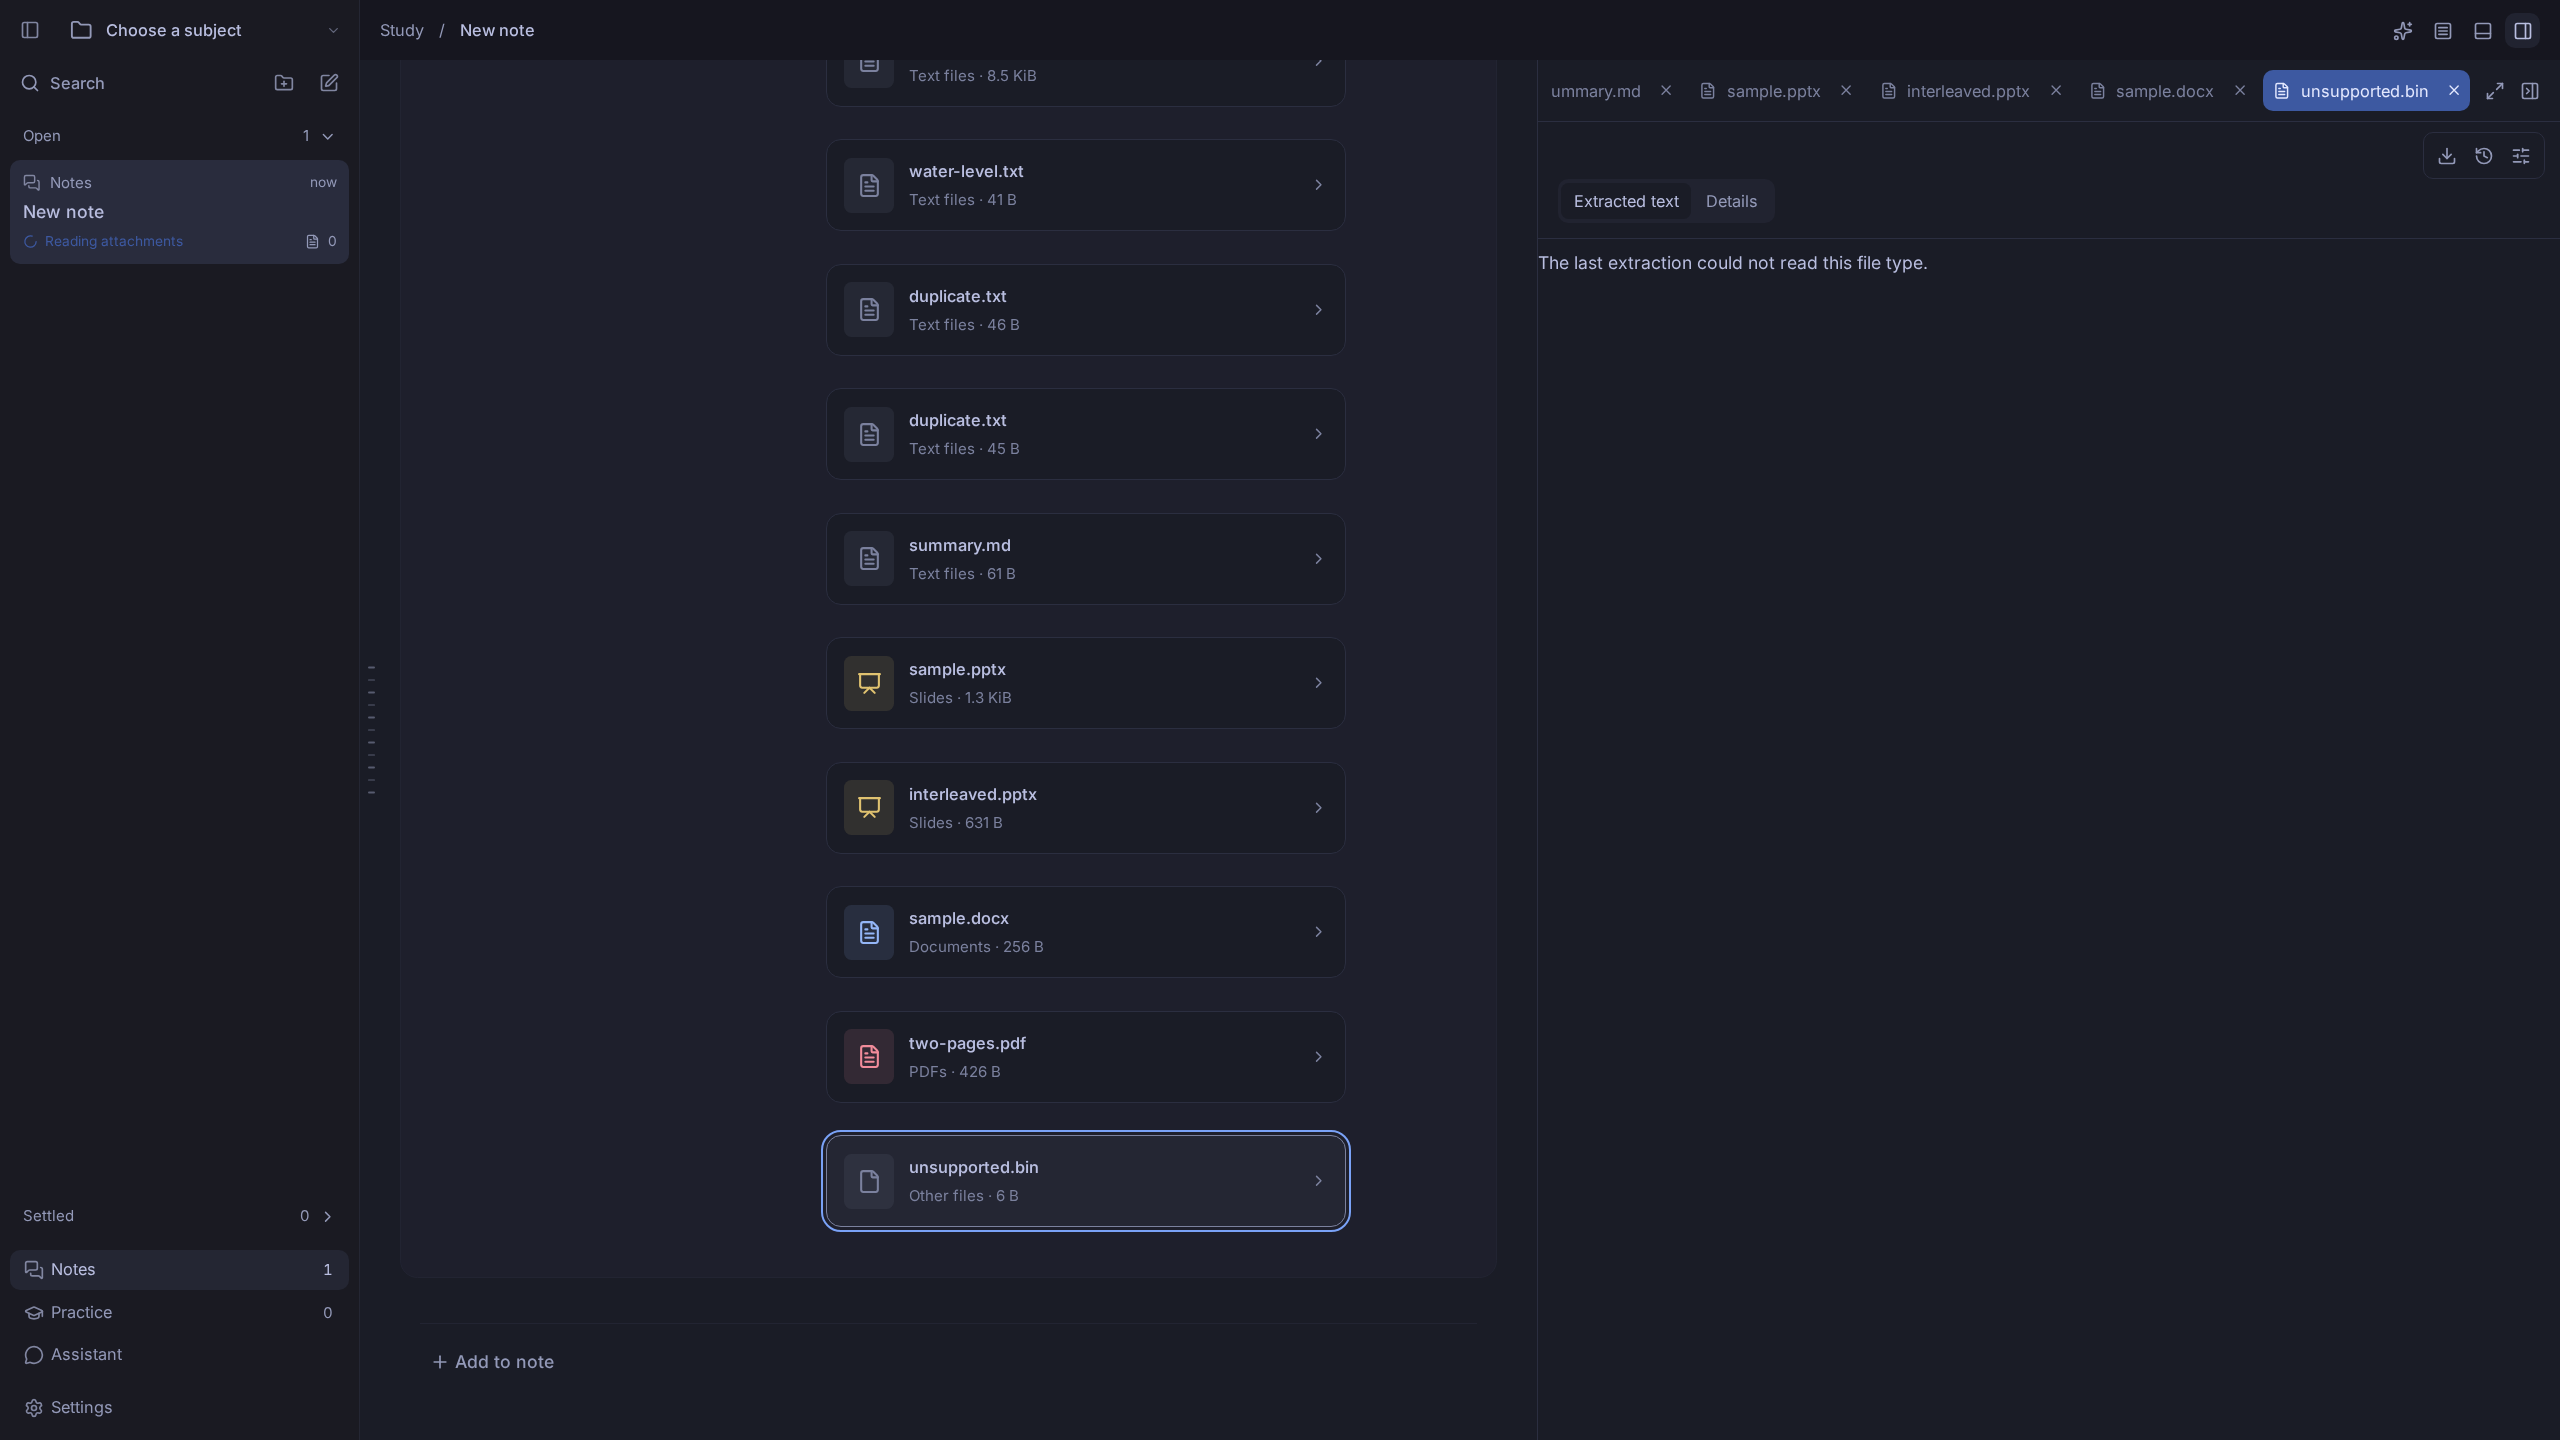 Choose a subject
Search
Open 1
Notes now
New note
Reading attachments 0
Settled 0
Notes 1
Practice 0
Assistant
Settings
Study / New note
Text files · 8.5 KiB
water-level.txt
Text files · 41 B
duplicate.txt
Text files · 46 B
duplicate.txt
Text files · 45 B
summary.md
Text files · 61 B
sample.pptx
Slides · 1.3 KiB
interleaved.pptx
Slides · 631 B
sample.docx
Documents · 256 B
two-pages.pdf
PDFs · 426 B
unsupported.bin
Other files · 6 B
Add to note
ummary.md sample.pptx interleaved.pptx sample.docx unsupported.bin
Extracted text Details
The last extraction could not read this file type.